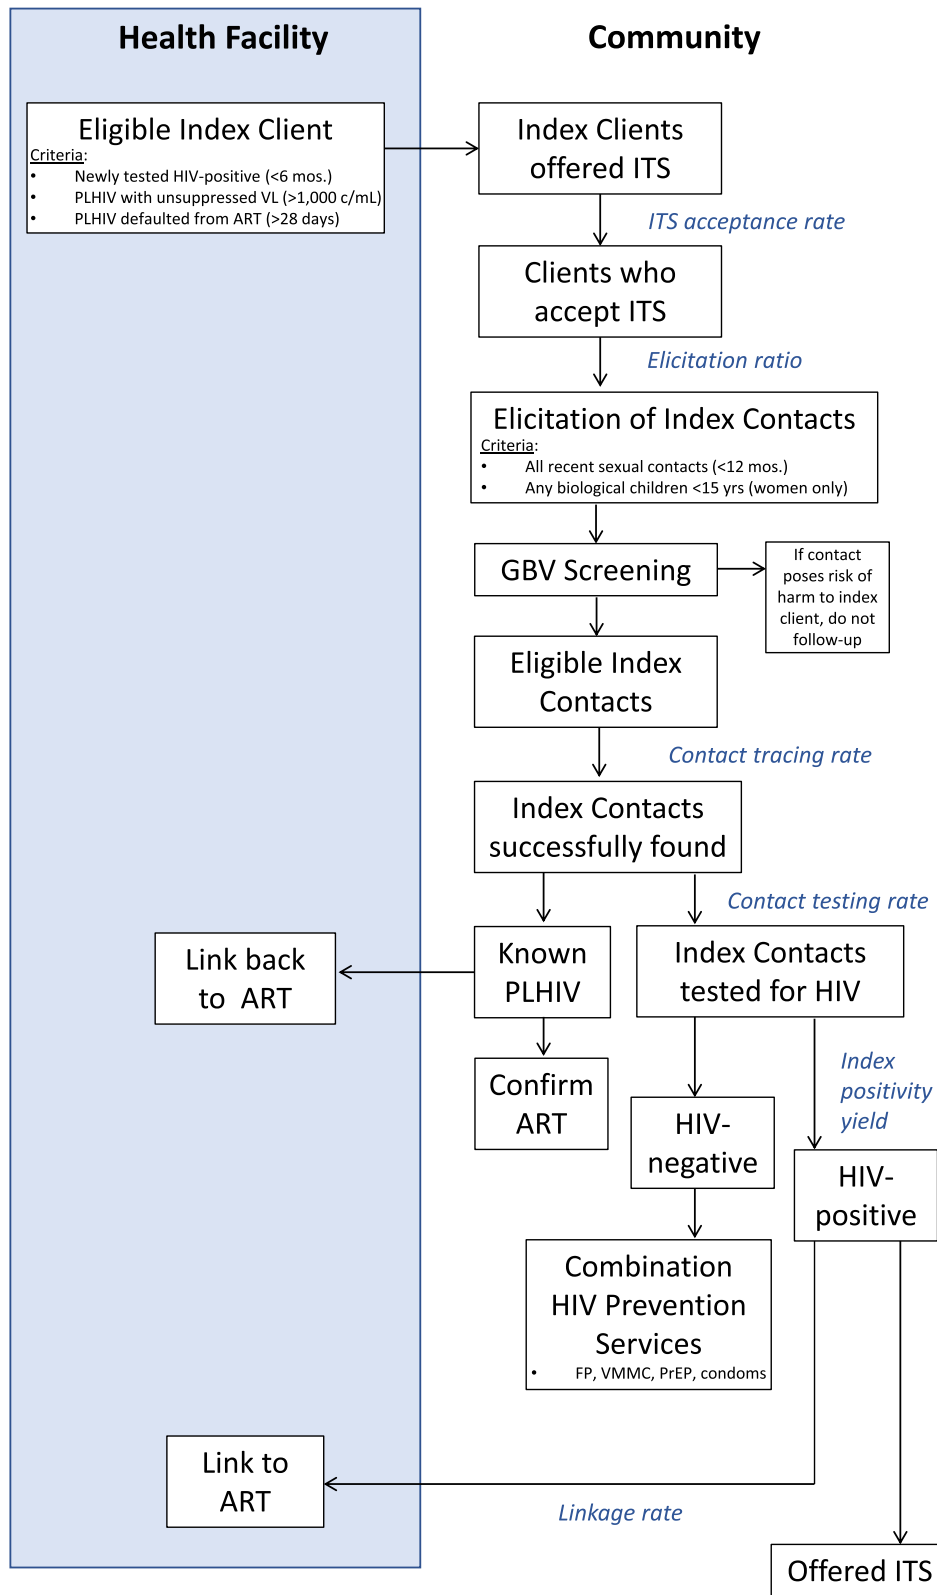 Health Facility
Community
Eligible Index Client
Criteria:
• Newly tested HIV-positive (<6 mos.)
• PLHIV with unsuppressed VL (>1,000 c/mL)
• PLHIV defaulted from ART (>28 days)
Index Clients
offered ITS
ITS acceptance rate
Clients who
accept ITS
Elicitation ratio
Elicitation of Index Contacts
Criteria:
• All recent sexual contacts (<12 mos.)
• Any biological children <15 yrs (women only)
GBV Screening
If contact
poses risk of
harm to index
client, do not
follow-up
Eligible Index
Contacts
Contact tracing rate
Index Contacts
successfully found
Contact testing rate
Link back
to ART
Known
PLHIV
Index Contacts
tested for HIV
Confirm
ART
Index
positivity
yield
HIV-
negative
HIV-
positive
Combination
HIV Prevention
Services
• FP, VMMC, PrEP, condoms
Link to
ART
Linkage rate
Offered ITS